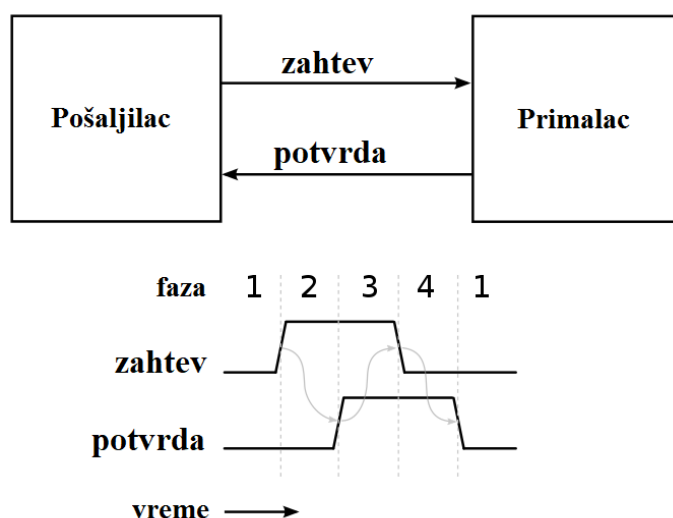 zahtev
Pošaljilac
Primalac
potvrda
faza 1 2 3 4 1
zahtev
potvrda
vreme